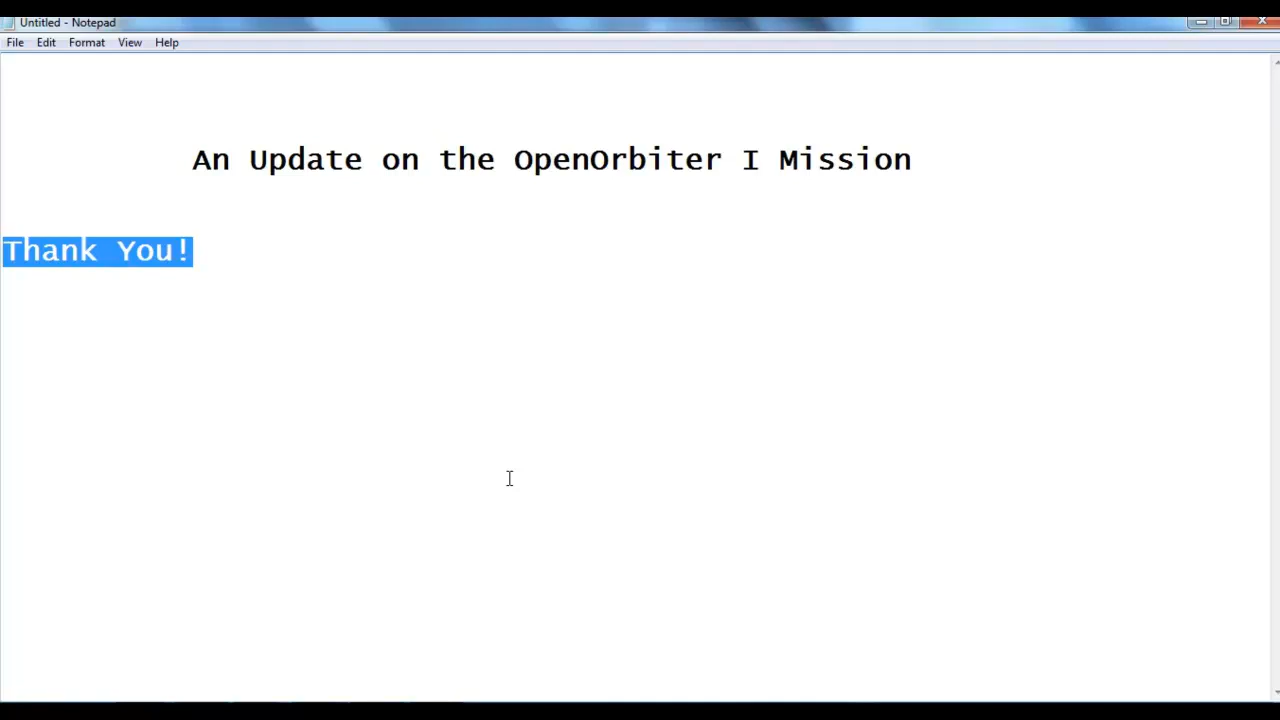 Untitled - Notepad
File Edit Format View Help
An Update on the OpenOrbiter I Mission
Thank You!